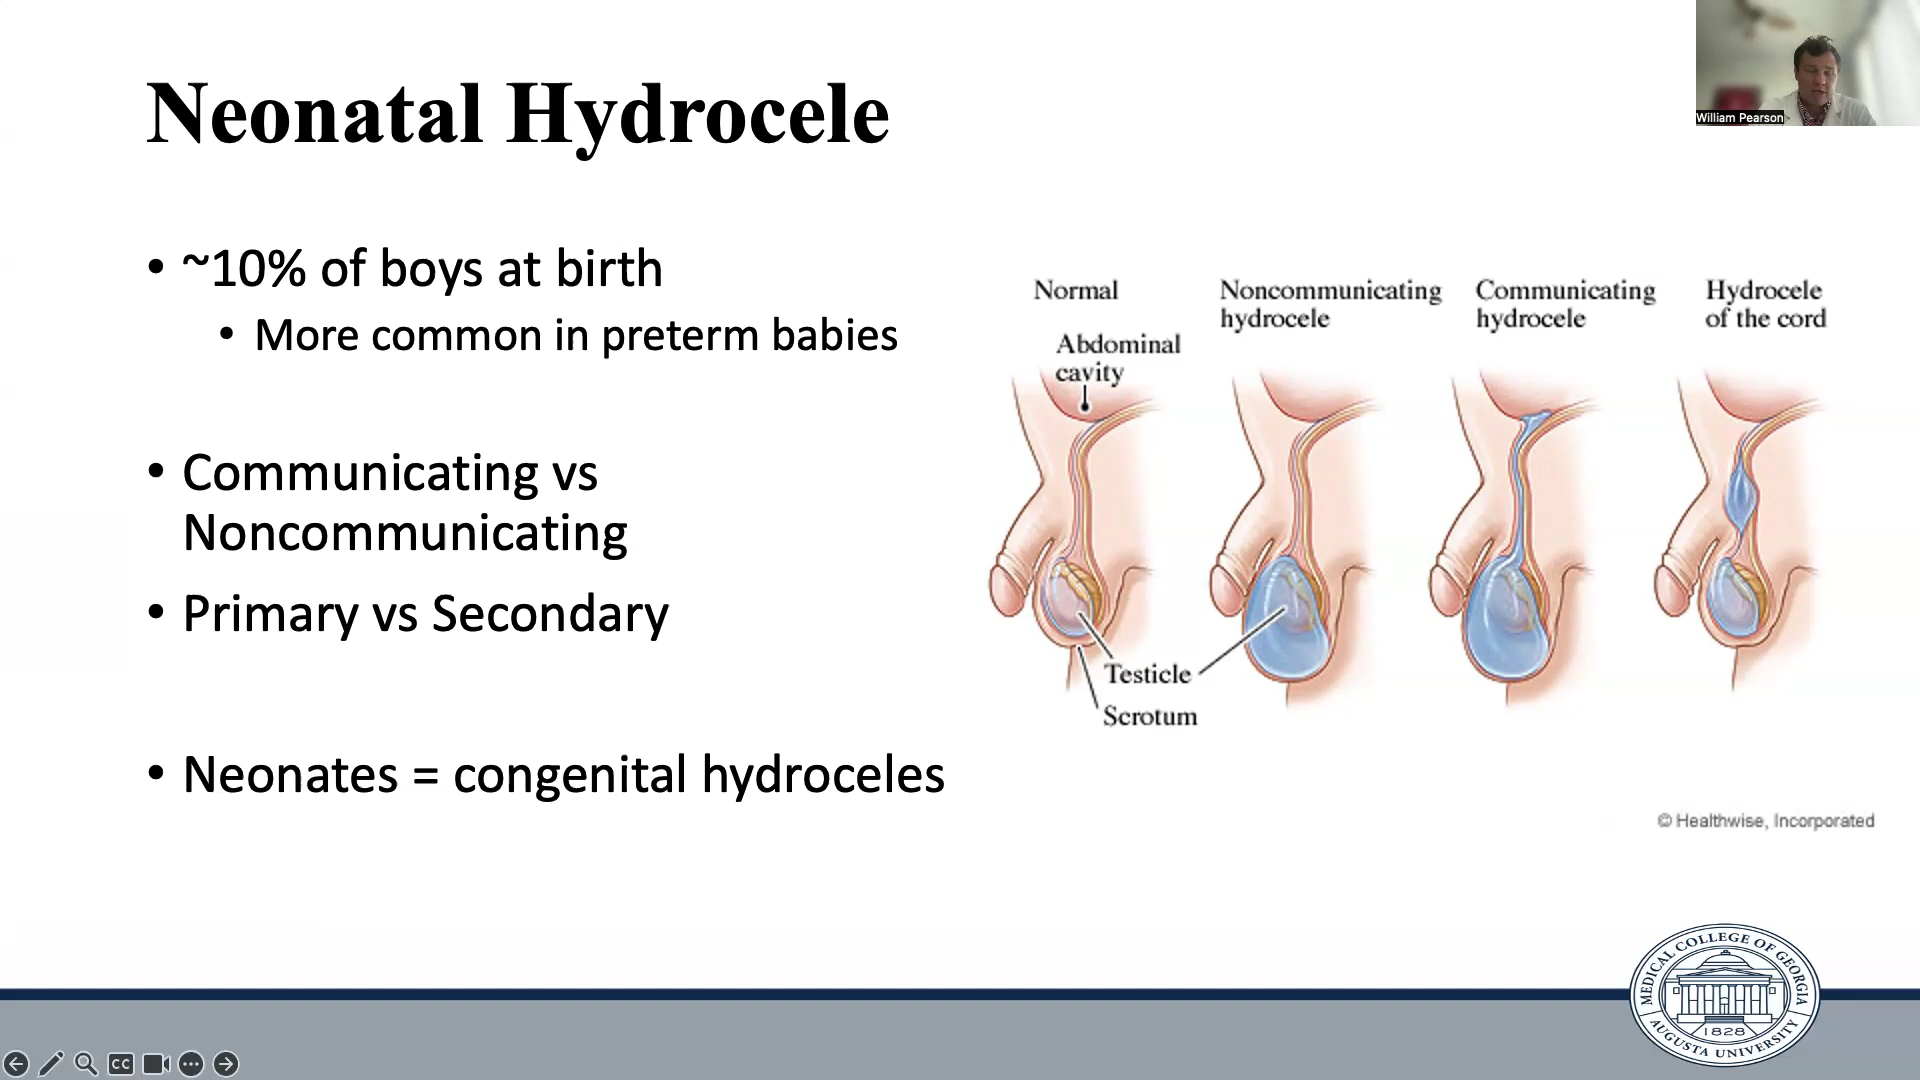 Neonatal Hydrocele
William Pearson
• ~10% of boys at birth
• More common in preterm babies
• Communicating vs
Noncommunicating
• Primary vs Secondary
• Neonates = congenital hydroceles
Normal
Abdominal
cavity
Noncommunicating
hydrocele
Communicating
hydrocele
Hydrocele
of the cord
Testicle
Scrotum
© Healthwise, Incorporated
MEDICAL COLLEGE OF GEORGIA
1828
AUGUSTA UNIVERSITY
CC